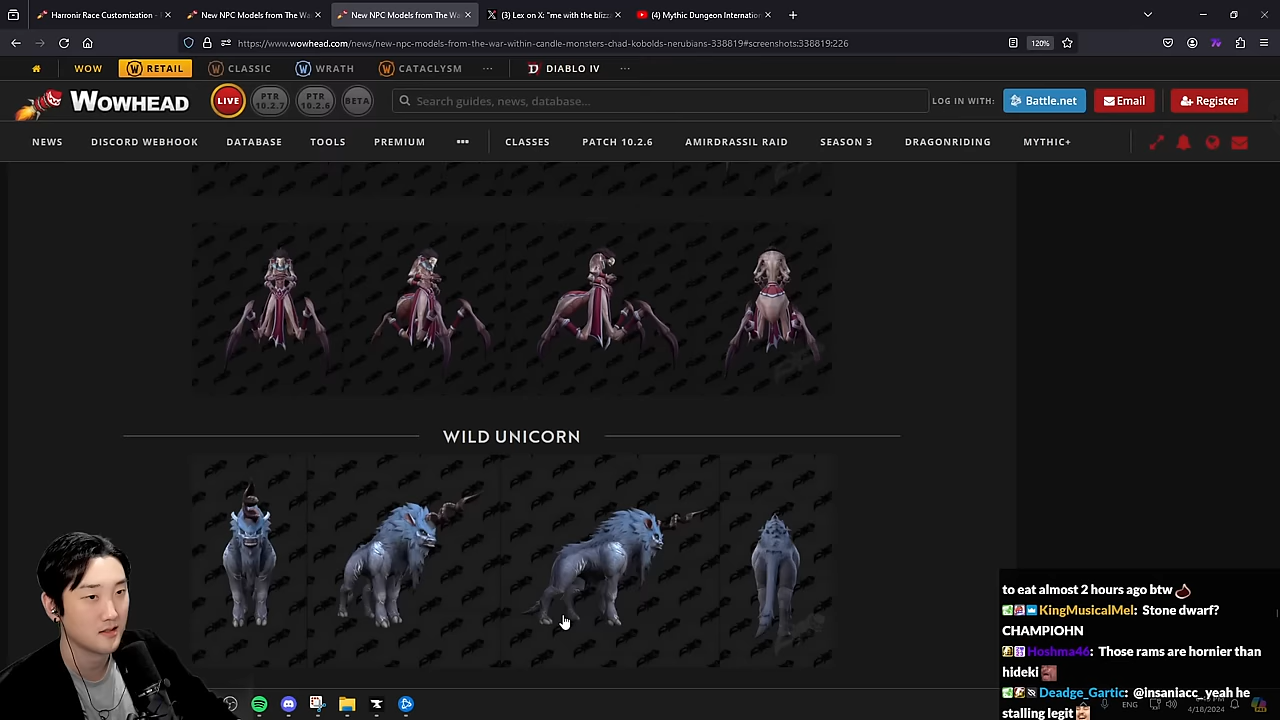 Harronir Race Customization -
New NPC Models from The Wa
New NPC Models from The Wa
(3) Lex on X: "me with the blizz
(4) Mythic Dungeon Internation
https://www.wowhead.com/news/new-npc-models-from-the-war-within-candle-monsters-chad-kobolds-nerubians-338819#screenshots:338819:226
120%
WOW
RETAIL
CLASSIC
WRATH
CATACLYSM
DIABLO IV
WOWHEAD
LIVE
PTR 10.2.7
PTR 10.2.6
BETA
Search guides, news, database...
LOG IN WITH:
Battle.net
Email
Register
NEWS
DISCORD WEBHOOK
DATABASE
TOOLS
PREMIUM
CLASSES
PATCH 10.2.6
AMIRDRASSIL RAID
SEASON 3
DRAGONRIDING
MYTHIC+
WILD UNICORN
to eat almost 2 hours ago btw
KingMusicalMel: Stone dwarf?
CHAMPIOHN
Hoshma46: Those rams are hornier than
hideki
Deadge_Gartic: @insaniacc_ yeah he
stalling legit
ENG
4/18/2024